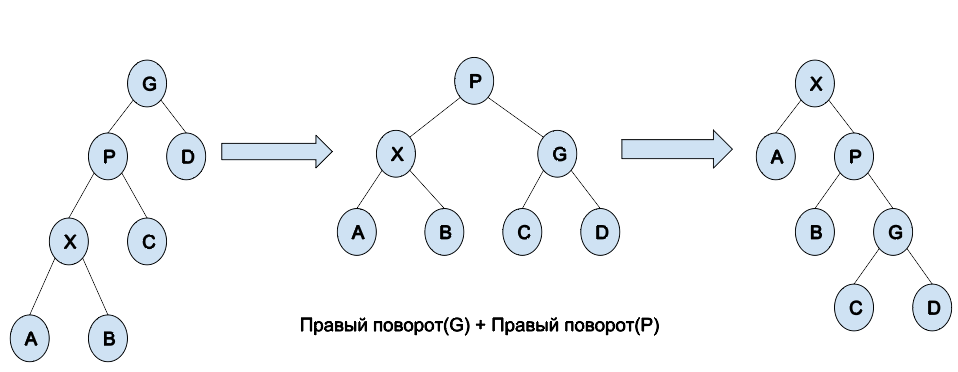 G P X
P D X G A P
X C A B C D B G
A B C D
Правый поворот(G) + Правый поворот(P)